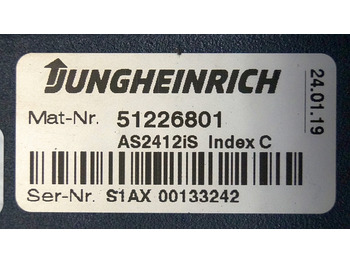 JUNGHEINRICH
Mat-Nr. 51226801
AS2412iS Index C
Ser-Nr. S1AX 00133242
24.01.19